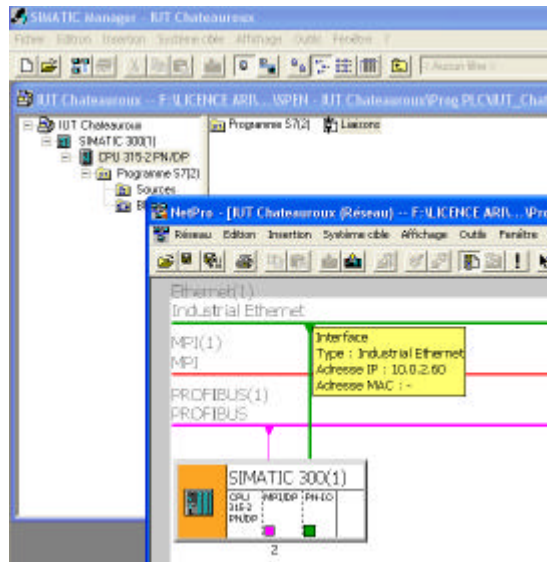 SIMATIC Manager - IUT Chateauroux
Fichier Edition Insertion Système cible Affichage Outils Fenêtre ?
< Aucun filtre >
IUT Chateauroux -- F:\LICENCE ARII\...\SPEN - IUT Chateauroux\Prog PLC\IUT_Chat
IUT Chateauroux
SIMATIC 300(1)
CPU 315-2 PN/DP
Programme S7(2)
Sources
Programme S7(2)
Liaisons
NetPro - [IUT Chateauroux (Réseau) -- F:\LICENCE ARII\...\Pro
Réseau Edition Insertion Système cible Affichage Outils Fenêtre
Ethernet(1)
Industrial Ethernet
MPI(1)
MPI
PROFIBUS(1)
PROFIBUS
Interface
Type : Industrial Ethernet
Adresse IP : 10.0.2.60
Adresse MAC : -
SIMATIC 300(1)
CPU
315-2
PN/DP
MPI/DP
PN-IO
2